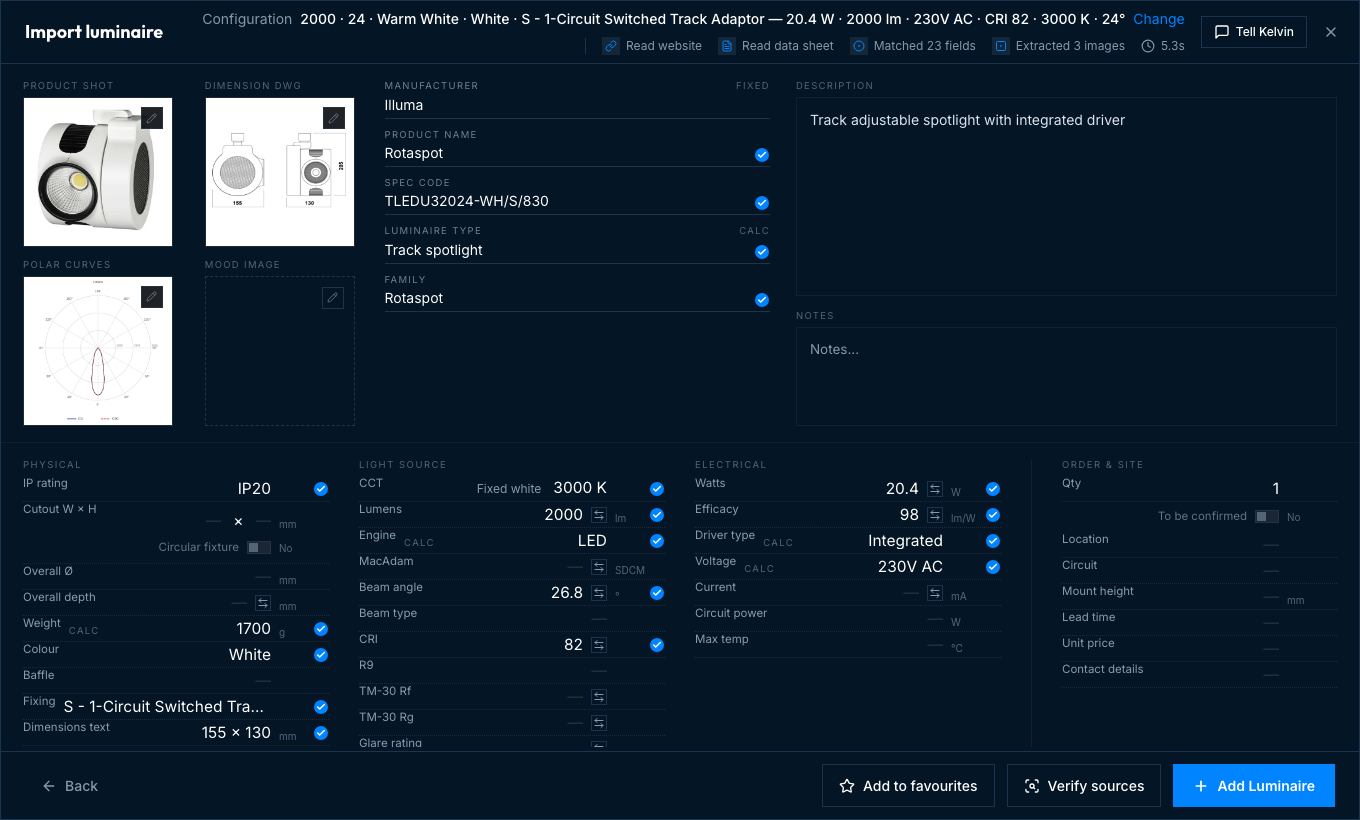 Import luminaire
Configuration 2000 · 24 · Warm White · White · S - 1-Circuit Switched Track Adaptor — 20.4 W · 2000 lm · 230V AC · CRI 82 · 3000 K · 24° Change
Read website Read data sheet Matched 23 fields Extracted 3 images 5.3s
Tell Kelvin
PRODUCT SHOT
DIMENSION DWG
155
130
205
POLAR CURVES
MOOD IMAGE
MANUFACTURER FIXED
Illuma
PRODUCT NAME
Rotaspot
SPEC CODE
TLEDU32024-WH/S/830
LUMINAIRE TYPE CALC
Track spotlight
FAMILY
Rotaspot
DESCRIPTION
Track adjustable spotlight with integrated driver
NOTES
Notes...
PHYSICAL
IP rating IP20
Cutout W × H — × — mm
Circular fixture No
Overall Ø — mm
Overall depth — mm
Weight CALC 1700 g
Colour White
Baffle —
Fixing S - 1-Circuit Switched Tra...
Dimensions text 155 × 130 mm
LIGHT SOURCE
CCT Fixed white 3000 K
Lumens 2000 lm
Engine CALC LED
MacAdam — SDCM
Beam angle 26.8 °
Beam type —
CRI 82
R9 —
TM-30 Rf —
TM-30 Rg —
Glare rating
ELECTRICAL
Watts 20.4 W
Efficacy 98 lm/W
Driver type CALC Integrated
Voltage CALC 230V AC
Current — mA
Circuit power — W
Max temp — °C
ORDER & SITE
Qty 1
To be confirmed No
Location —
Circuit —
Mount height — mm
Lead time —
Unit price —
Contact details —
Back
Add to favourites
Verify sources
Add Luminaire